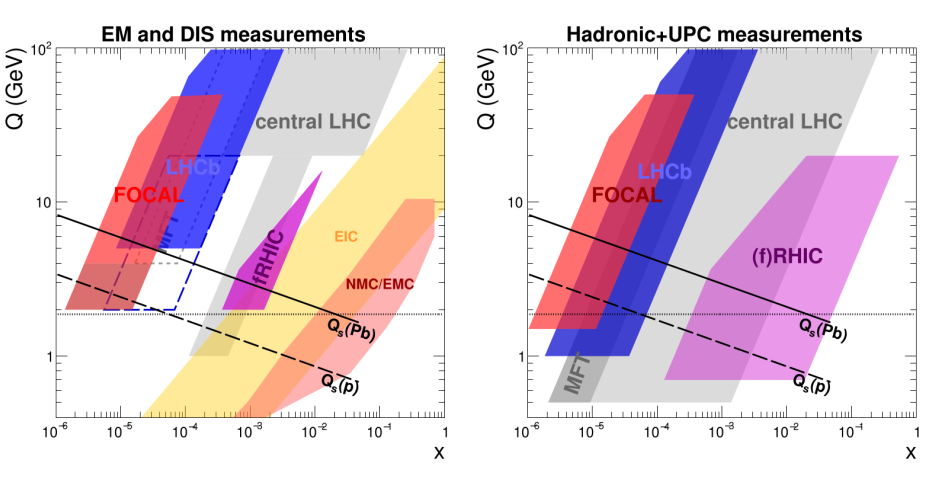 EM and DIS measurements
Q (GeV)
10²
10
1
10⁻⁶
10⁻⁵
10⁻⁴
10⁻³
10⁻²
10⁻¹
1
x
central LHC
LHCb
FOCAL
MFT
fRHIC
EIC
NMC/EMC
Qₛ(Pb)
Qₛ(p)
Hadronic+UPC measurements
Q (GeV)
10²
10
1
10⁻⁶
10⁻⁵
10⁻⁴
10⁻³
10⁻²
10⁻¹
1
x
central LHC
LHCb
FOCAL
(f)RHIC
MFT
Qₛ(Pb)
Qₛ(p)